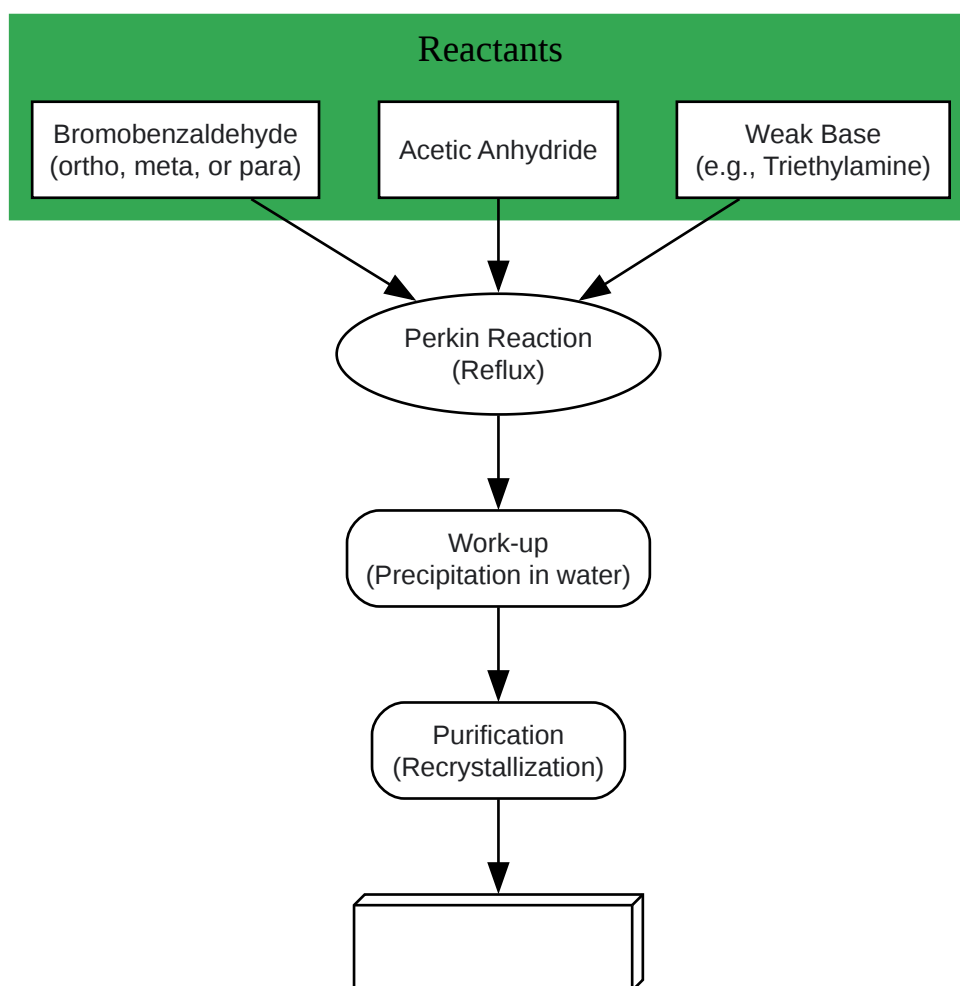 Reactants
Bromobenzaldehyde
(ortho, meta, or para)
Acetic Anhydride
Weak Base
(e.g., Triethylamine)
Perkin Reaction
(Reflux)
Work-up
(Precipitation in water)
Purification
(Recrystallization)